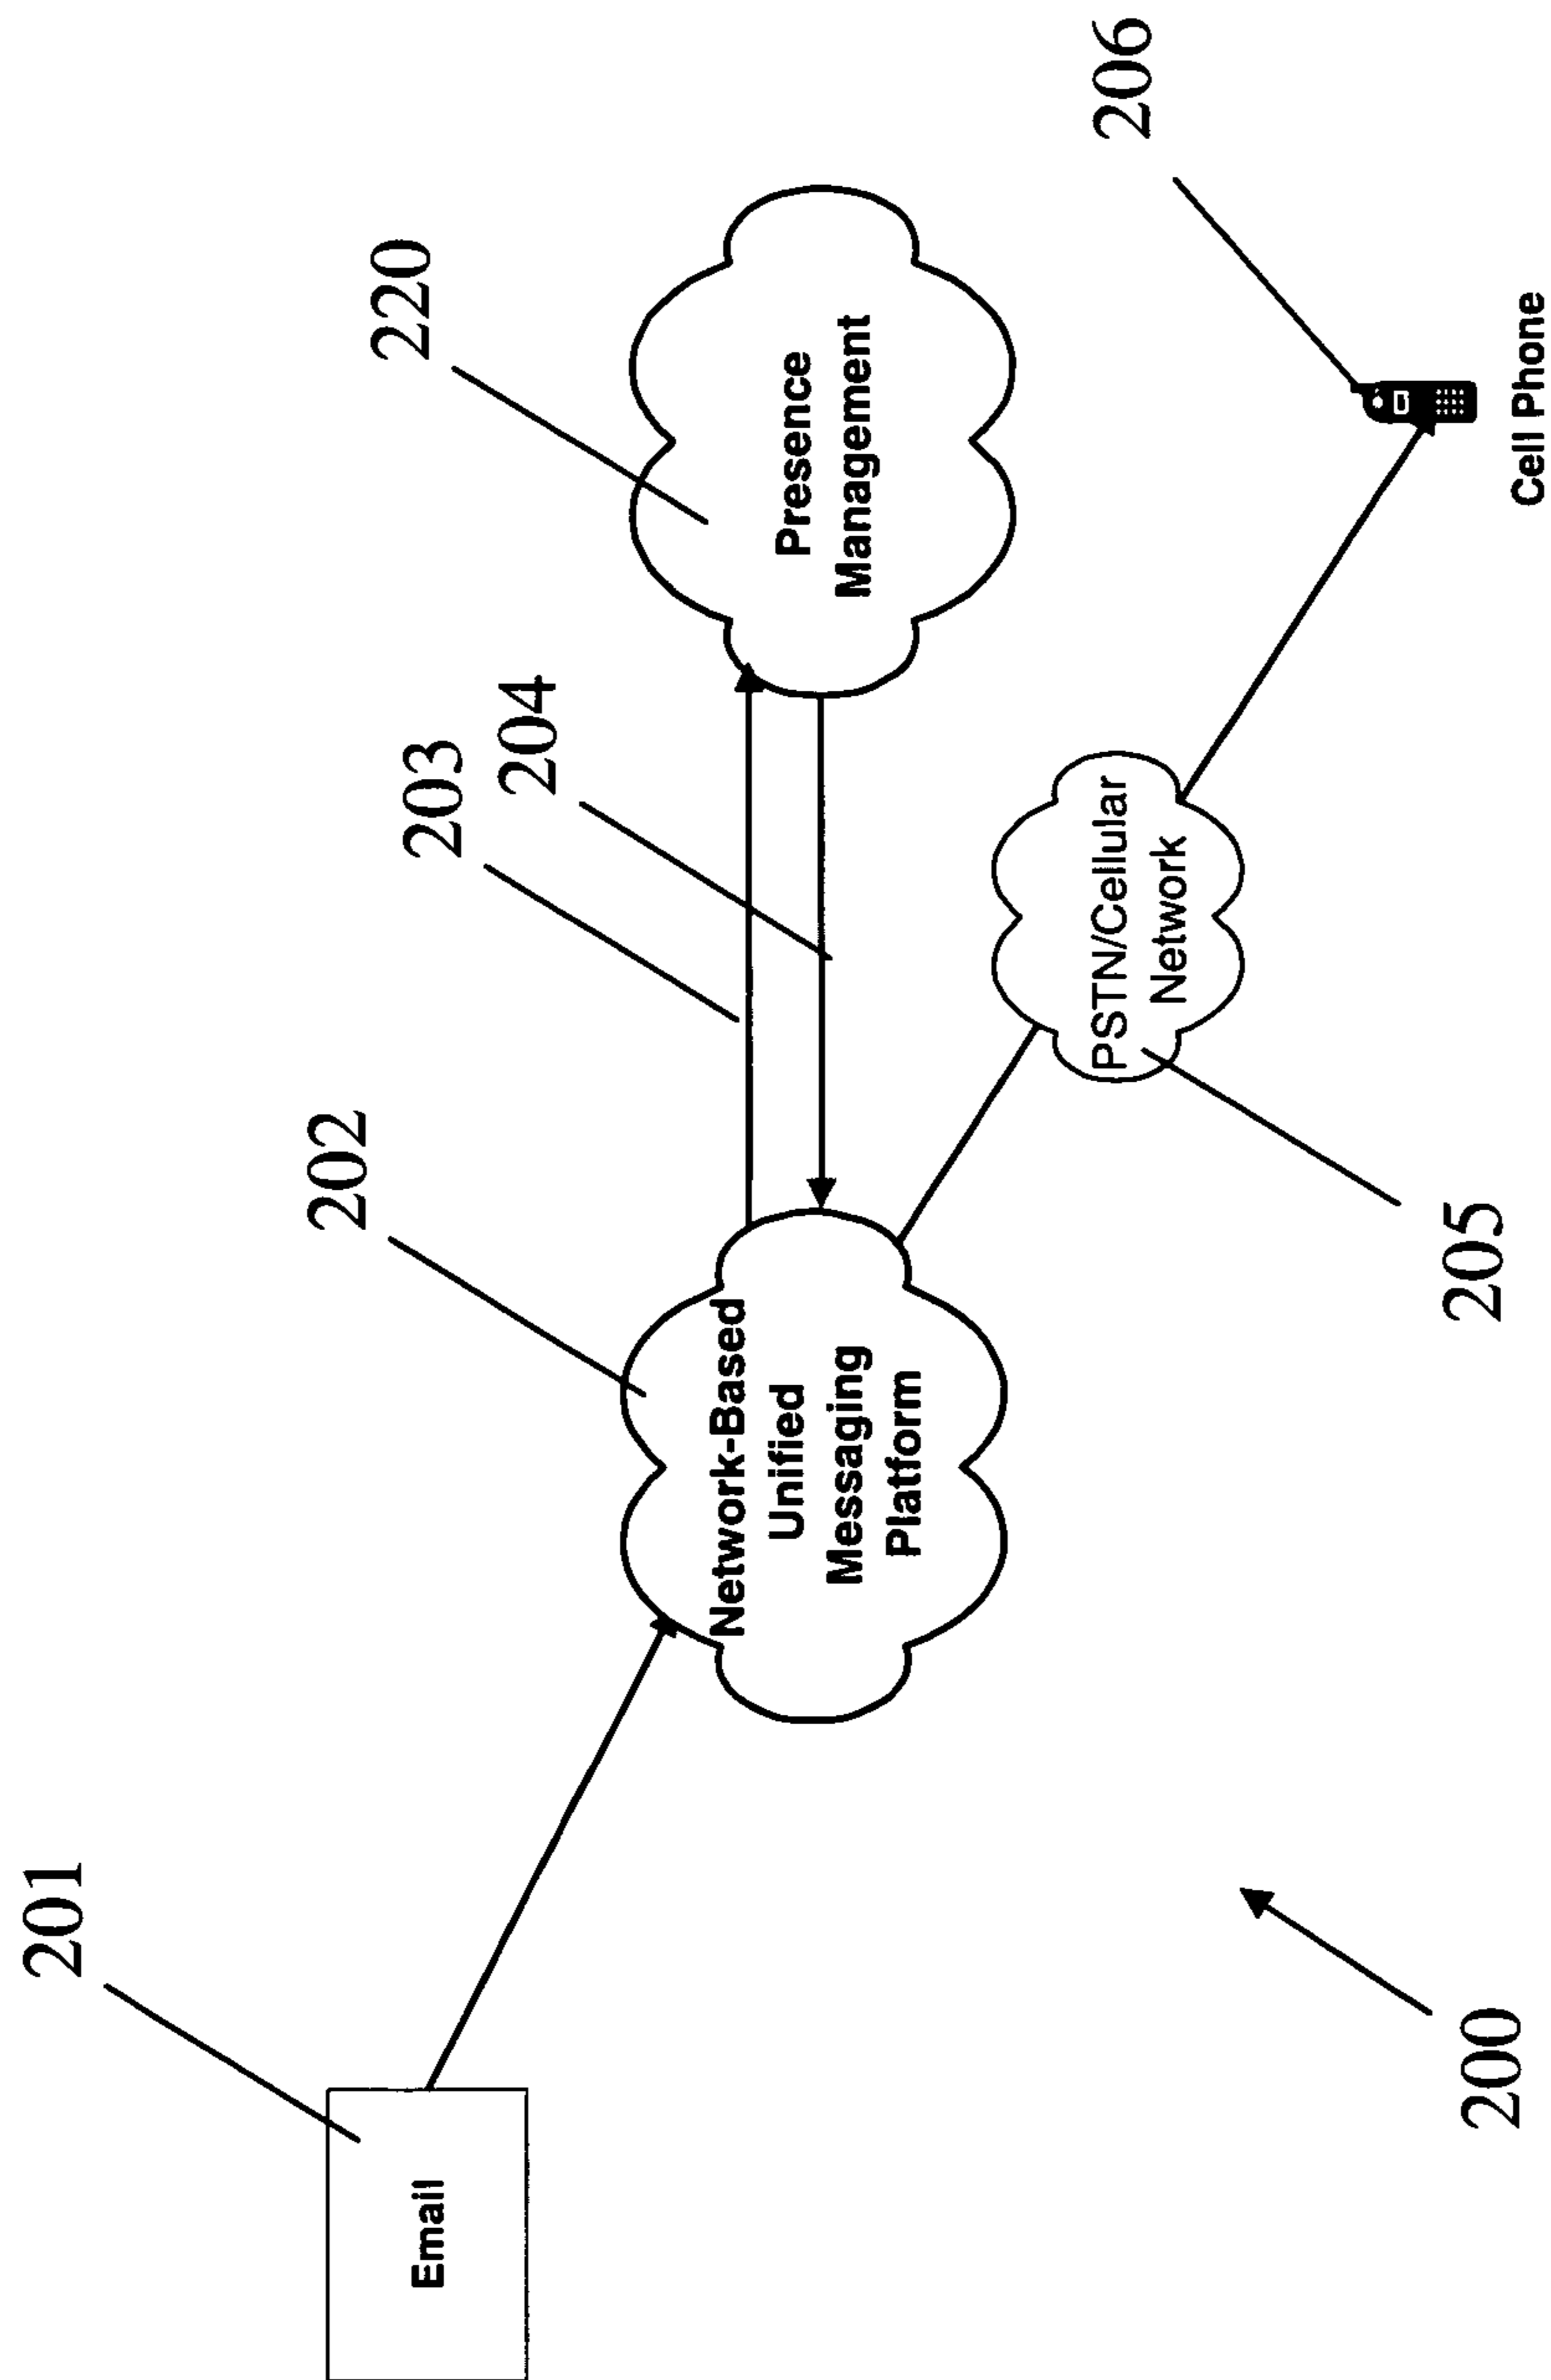 201
Email
202
Network-Based
Unified
Messaging
Platform
203
204
220
Presence
Management
PSTN/Cellular
Network
205
206
Cell Phone
200